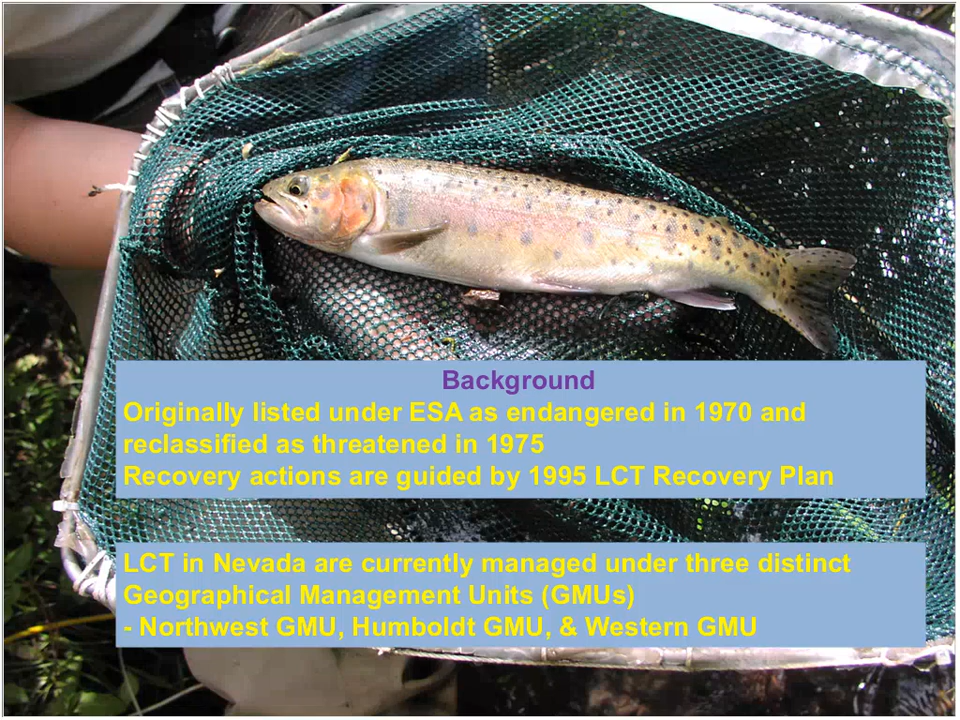 Background
Originally listed under ESA as endangered in 1970 and
reclassified as threatened in 1975
Recovery actions are guided by 1995 LCT Recovery Plan
LCT in Nevada are currently managed under three distinct
Geographical Management Units (GMUs)
- Northwest GMU, Humboldt GMU, & Western GMU